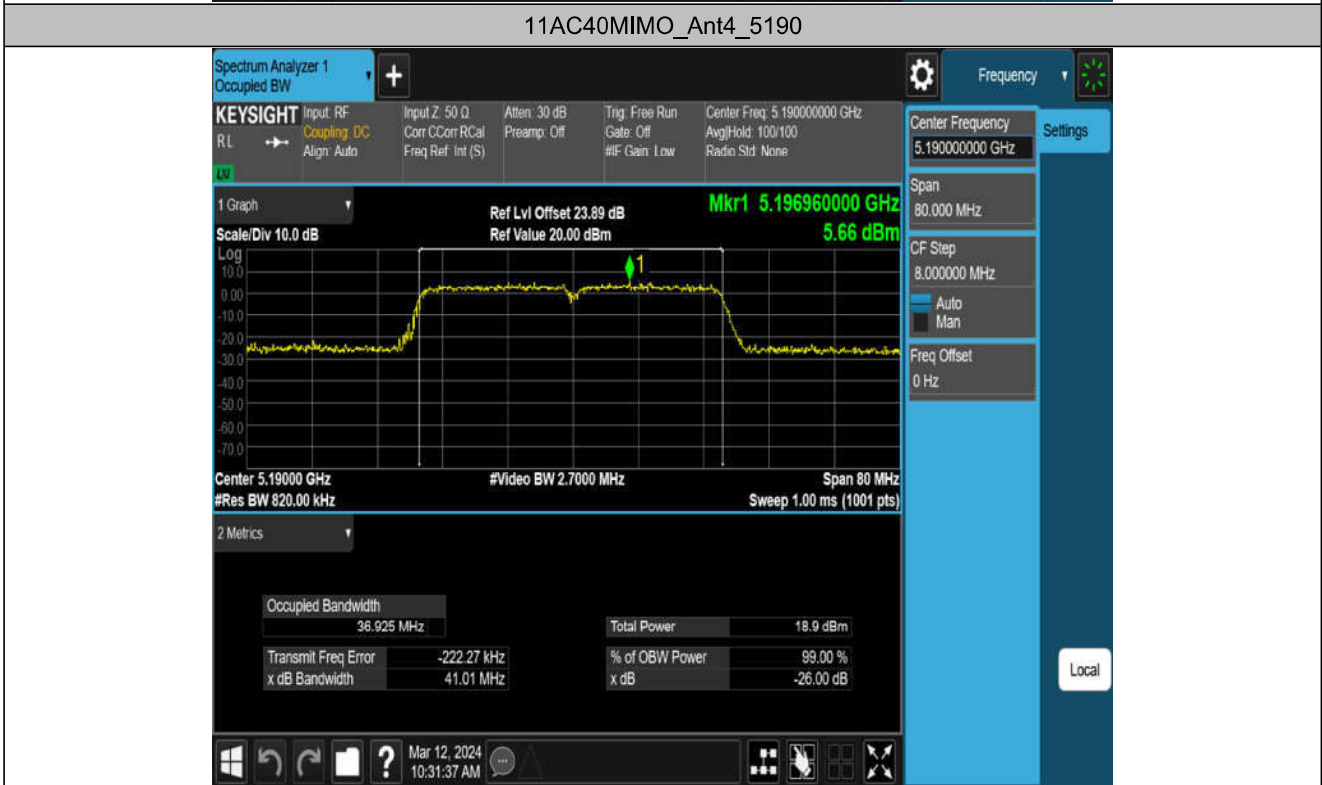 11AC40MIMO_Ant4_5190
Spectrum Analyzer 1
Occupied BW
+
Frequency
KEYSIGHT
RL
LXI
Input: RF
Coupling: DC
Align: Auto
Input Z: 50 Ω
Corr CCorr RCal
Freq Ref: Int (S)
Atten: 30 dB
Preamp: Off
Trig: Free Run
Gate: Off
#IF Gain: Low
Center Freq: 5.190000000 GHz
Avg|Hold: 100/100
Radio Std: None
Center Frequency
5.190000000 GHz
Settings
Span
80.000 MHz
CF Step
8.000000 MHz
Auto
Man
Freq Offset
0 Hz
1 Graph
Scale/Div 10.0 dB
Ref Lvl Offset 23.89 dB
Ref Value 20.00 dBm
Mkr1 5.196960000 GHz
5.66 dBm
Log
10.0
0.00
-10.0
-20.0
-30.0
-40.0
-50.0
-60.0
-70.0
1
Center 5.19000 GHz
#Res BW 820.00 kHz
#Video BW 2.7000 MHz
Span 80 MHz
Sweep 1.00 ms (1001 pts)
2 Metrics
Occupied Bandwidth
36.925 MHz
Total Power 18.9 dBm
Transmit Freq Error -222.27 kHz
% of OBW Power 99.00 %
x dB Bandwidth 41.01 MHz
x dB -26.00 dB
Local
?
Mar 12, 2024
10:31:37 AM